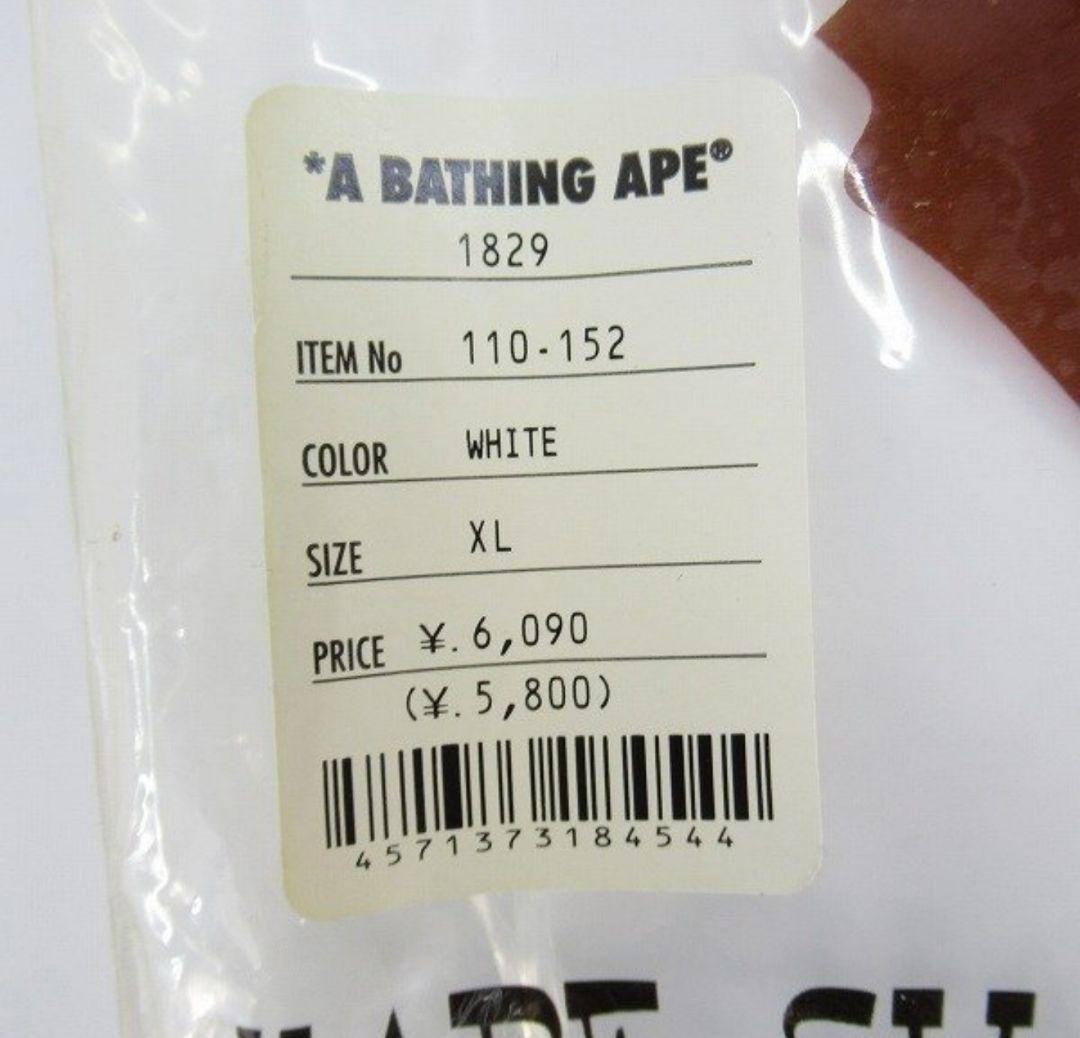 *A BATHING APE®
1829
ITEM No 110-152
COLOR WHITE
SIZE XL
PRICE ¥.6,090
(¥.5,800)
4571373184544